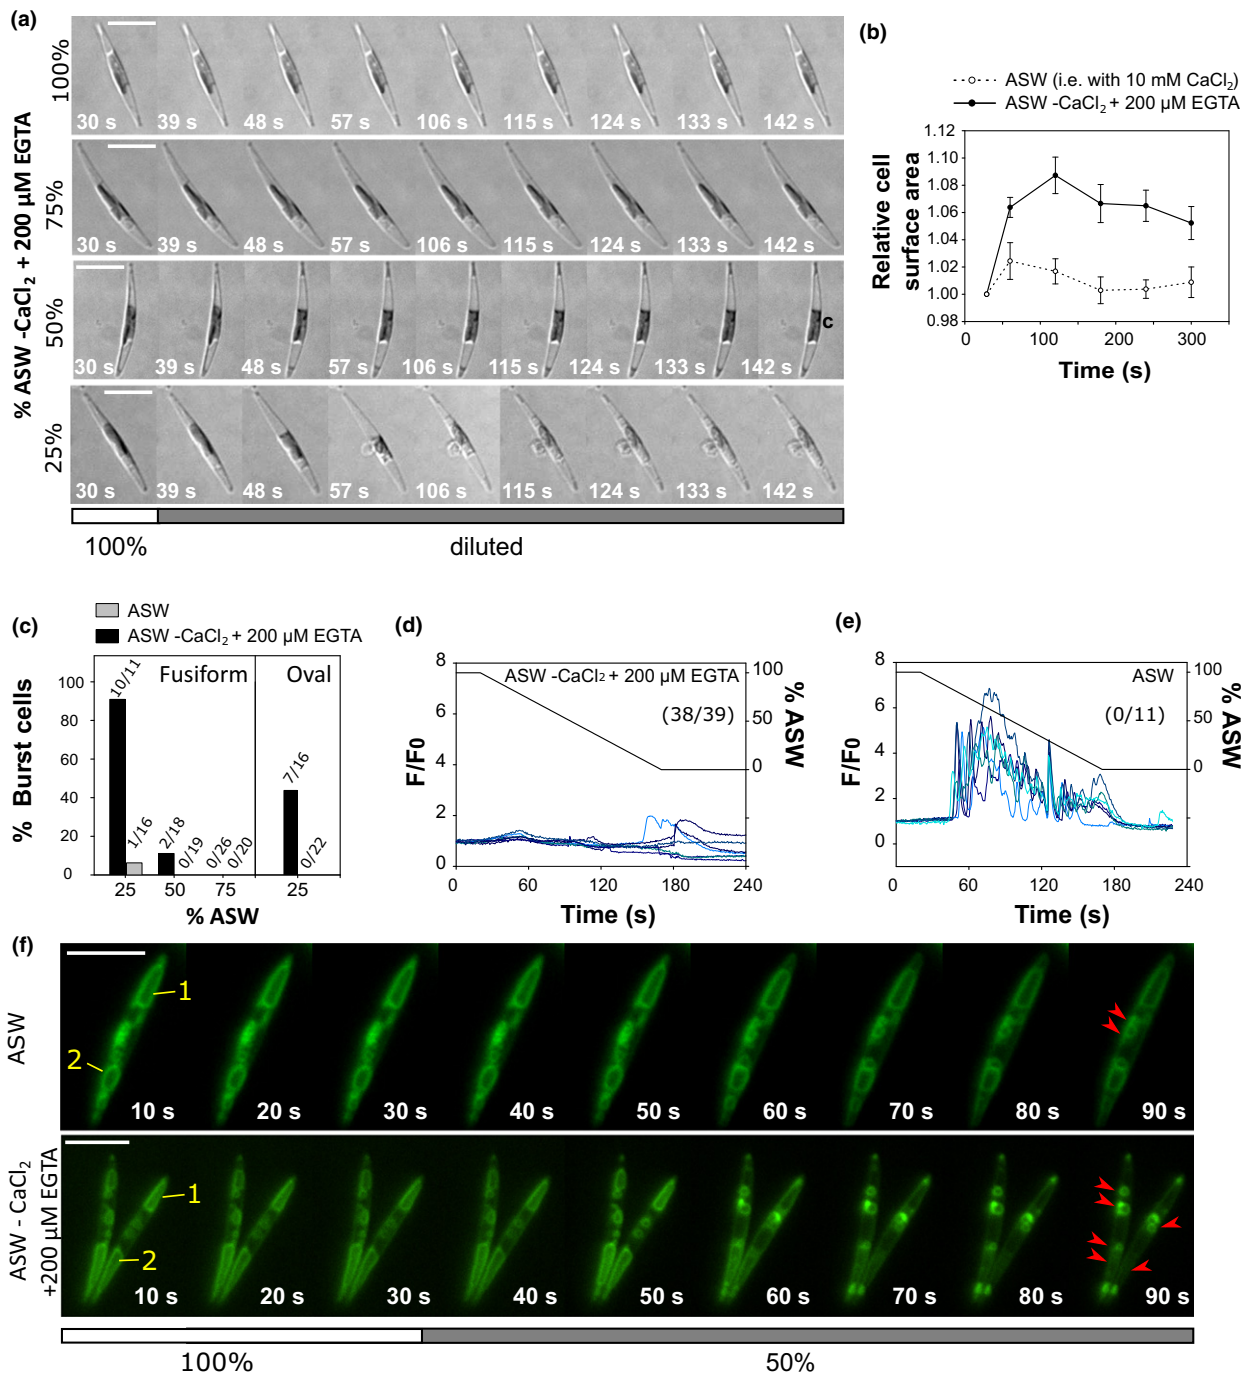 (a)
% ASW -CaCl₂ + 200 µM EGTA
100%
30 s 39 s 48 s 57 s 106 s 115 s 124 s 133 s 142 s
75%
30 s 39 s 48 s 57 s 106 s 115 s 124 s 133 s 142 s
50%
c
30 s 39 s 48 s 57 s 106 s 115 s 124 s 133 s 142 s
25%
30 s 39 s 48 s 57 s 106 s 115 s 124 s 133 s 142 s
100% diluted
(b)
ASW (i.e. with 10 mM CaCl₂)
ASW -CaCl₂ + 200 µM EGTA
Relative cell
surface area
1.12
1.10
1.08
1.06
1.04
1.02
1.00
0.98
0 100 200 300
Time (s)
(c)
ASW
ASW -CaCl₂ + 200 µM EGTA
% Burst cells
100
80
60
40
20
0
Fusiform Oval
10/11
1/16
2/18
0/19
0/26
0/20
7/16
0/22
25 50 75 25
% ASW
(d)
ASW -CaCl₂ + 200 µM EGTA
(38/39)
F/F0
8
6
4
2
0
100
50
0
% ASW
0 60 120 180 240
Time (s)
(e)
ASW
(0/11)
F/F0
8
6
4
2
0
100
50
0
% ASW
0 60 120 180 240
Time (s)
(f)
ASW
1
2
10 s 20 s 30 s 40 s 50 s 60 s 70 s 80 s 90 s
ASW - CaCl₂
+200 µM EGTA
1
2
10 s 20 s 30 s 40 s 50 s 60 s 70 s 80 s 90 s
100% 50%